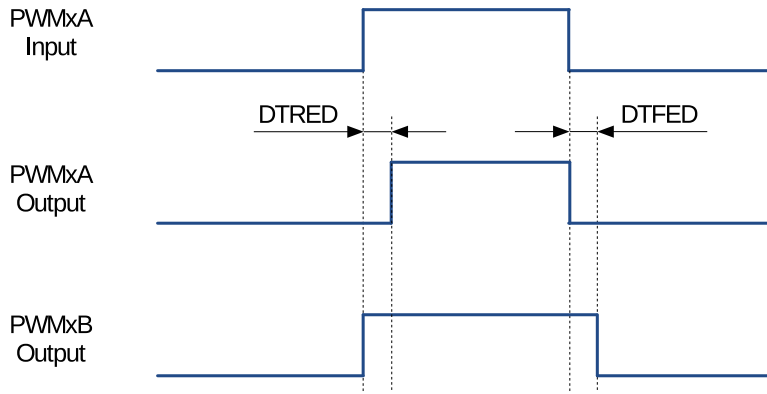 PWMxA
Input
DTRED
DTFED
PWMxA
Output
PWMxB
Output